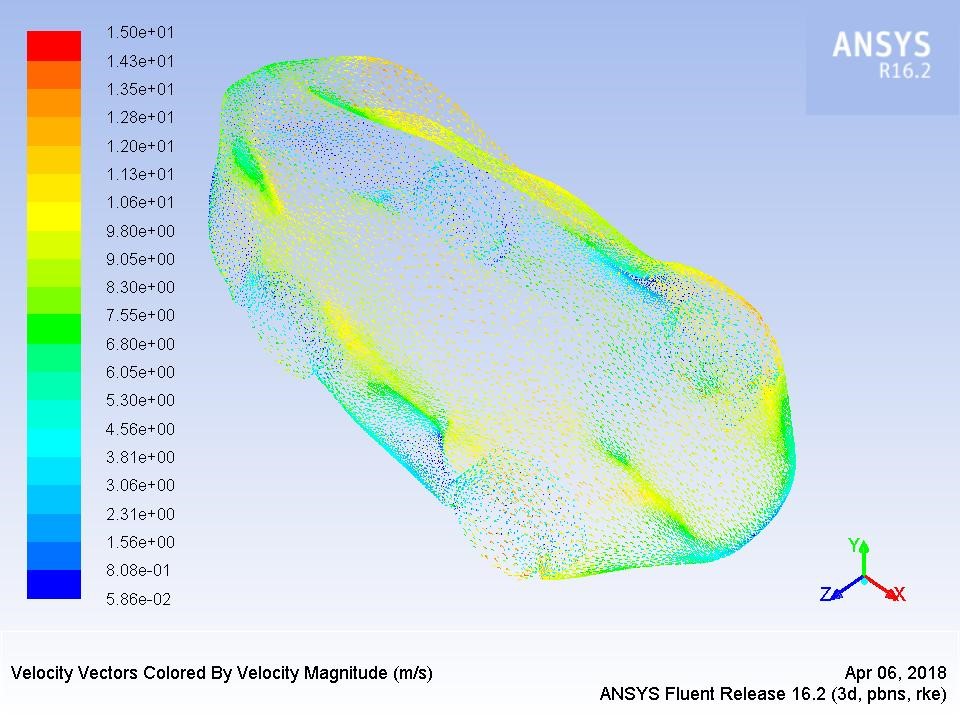 1.50e+01
1.43e+01
1.35e+01
1.28e+01
1.20e+01
1.13e+01
1.06e+01
9.80e+00
9.05e+00
8.30e+00
7.55e+00
6.80e+00
6.05e+00
5.30e+00
4.56e+00
3.81e+00
3.06e+00
2.31e+00
1.56e+00
8.08e-01
5.86e-02
ANSYS
R16.2
Y
Z
X
Velocity Vectors Colored By Velocity Magnitude (m/s)
Apr 06, 2018
ANSYS Fluent Release 16.2 (3d, pbns, rke)